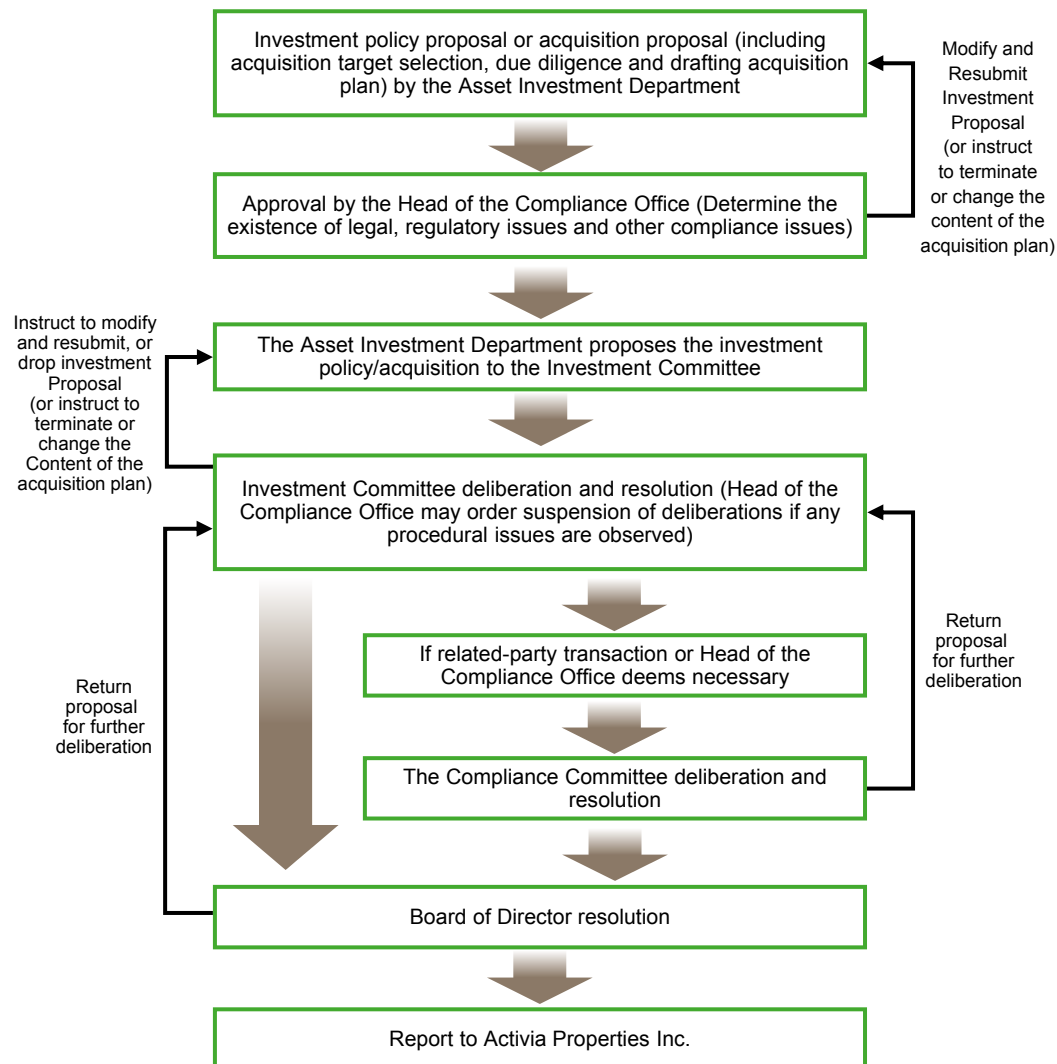 Investment policy proposal or acquisition proposal (including
acquisition target selection, due diligence and drafting acquisition
plan) by the Asset Investment Department
Modify and
Resubmit
Investment
Proposal
(or instruct
to terminate
or change the
content of the
acquisition plan)
Approval by the Head of the Compliance Office (Determine the
existence of legal, regulatory issues and other compliance issues)
Instruct to modify
and resubmit, or
drop investment
Proposal
(or instruct to
terminate or
change the
Content of the
acquisition plan)
The Asset Investment Department proposes the investment
policy/acquisition to the Investment Committee
Investment Committee deliberation and resolution (Head of the
Compliance Office may order suspension of deliberations if any
procedural issues are observed)
If related-party transaction or Head of the
Compliance Office deems necessary
Return
proposal
for further
deliberation
Return
proposal
for further
deliberation
The Compliance Committee deliberation and
resolution
Board of Director resolution
Report to Activia Properties Inc.